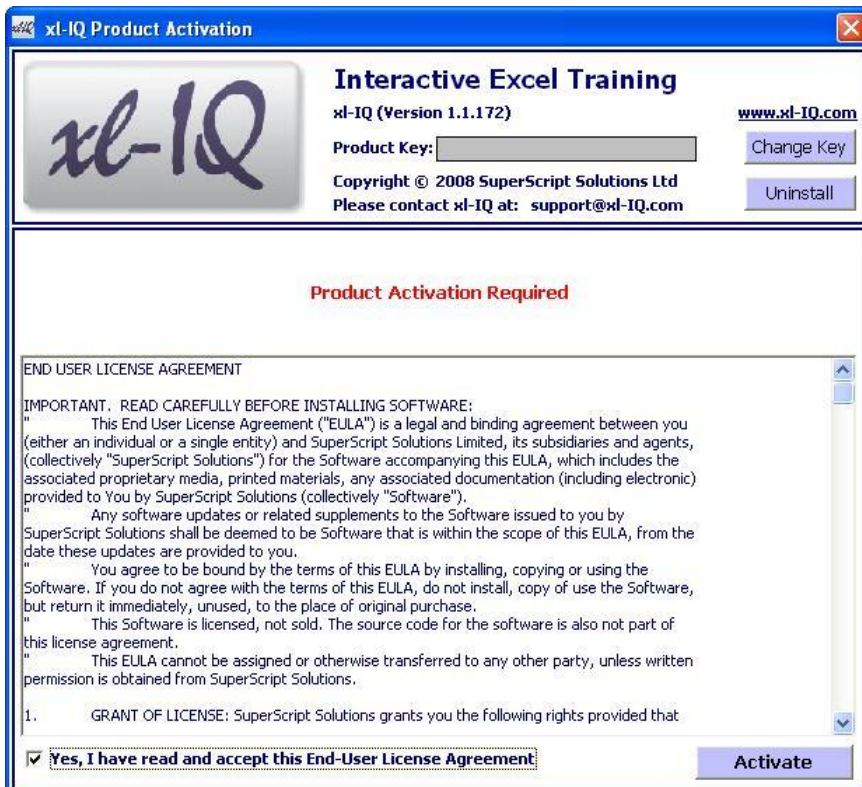 xl-IQ Product Activation
xl-IQ
Interactive Excel Training
xl-IQ (Version 1.1.172)
www.xl-IQ.com
Product Key:
Change Key
Copyright © 2008 SuperScript Solutions Ltd
Please contact xl-IQ at: support@xl-IQ.com
Uninstall
Product Activation Required
END USER LICENSE AGREEMENT
IMPORTANT. READ CAREFULLY BEFORE INSTALLING SOFTWARE:
" This End User License Agreement ("EULA") is a legal and binding agreement between you
(either an individual or a single entity) and SuperScript Solutions Limited, its subsidiaries and agents,
(collectively "SuperScript Solutions") for the Software accompanying this EULA, which includes the
associated proprietary media, printed materials, any associated documentation (including electronic)
provided to You by SuperScript Solutions (collectively "Software").
" Any software updates or related supplements to the Software issued to you by
SuperScript Solutions shall be deemed to be Software that is within the scope of this EULA, from the
date these updates are provided to you.
" You agree to be bound by the terms of this EULA by installing, copying or using the
Software. If you do not agree with the terms of this EULA, do not install, copy of use the Software,
but return it immediately, unused, to the place of original purchase.
" This Software is licensed, not sold. The source code for the software is also not part of
this license agreement.
" This EULA cannot be assigned or otherwise transferred to any other party, unless written
permission is obtained from SuperScript Solutions.
1. GRANT OF LICENSE: SuperScript Solutions grants you the following rights provided that
Yes, I have read and accept this End-User License Agreement
Activate